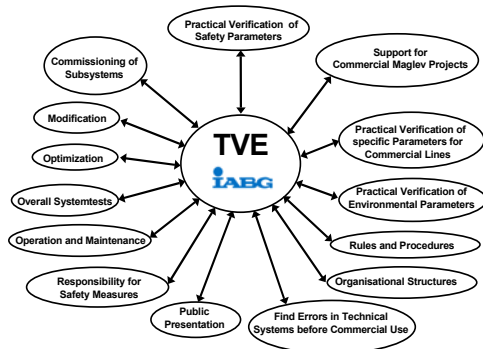 Practical Verification of
Safety Parameters
Commissioning of
Subsystems
Support for
Commercial Maglev Projects
Modification
TVE
iABG
Practical Verification of
specific Parameters for
Commercial Lines
Optimization
Overall Systemtests
Practical Verification of
Environmental Parameters
Operation and Maintenance
Rules and Procedures
Responsibility for
Safety Measures
Organisational Structures
Public
Presentation
Find Errors in Technical
Systems before Commercial Use